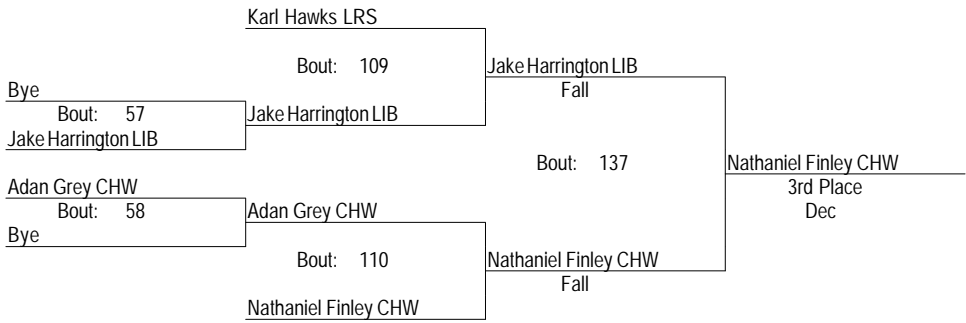 Karl Hawks LRS
Bout: 109
Jake Harrington LIB
Fall
Bye
Bout: 57
Jake Harrington LIB
Jake Harrington LIB
Bout: 137
Nathaniel Finley CHW
3rd Place
Dec
Adan Grey CHW
Bout: 58
Adan Grey CHW
Bye
Bout: 110
Nathaniel Finley CHW
Fall
Nathaniel Finley CHW